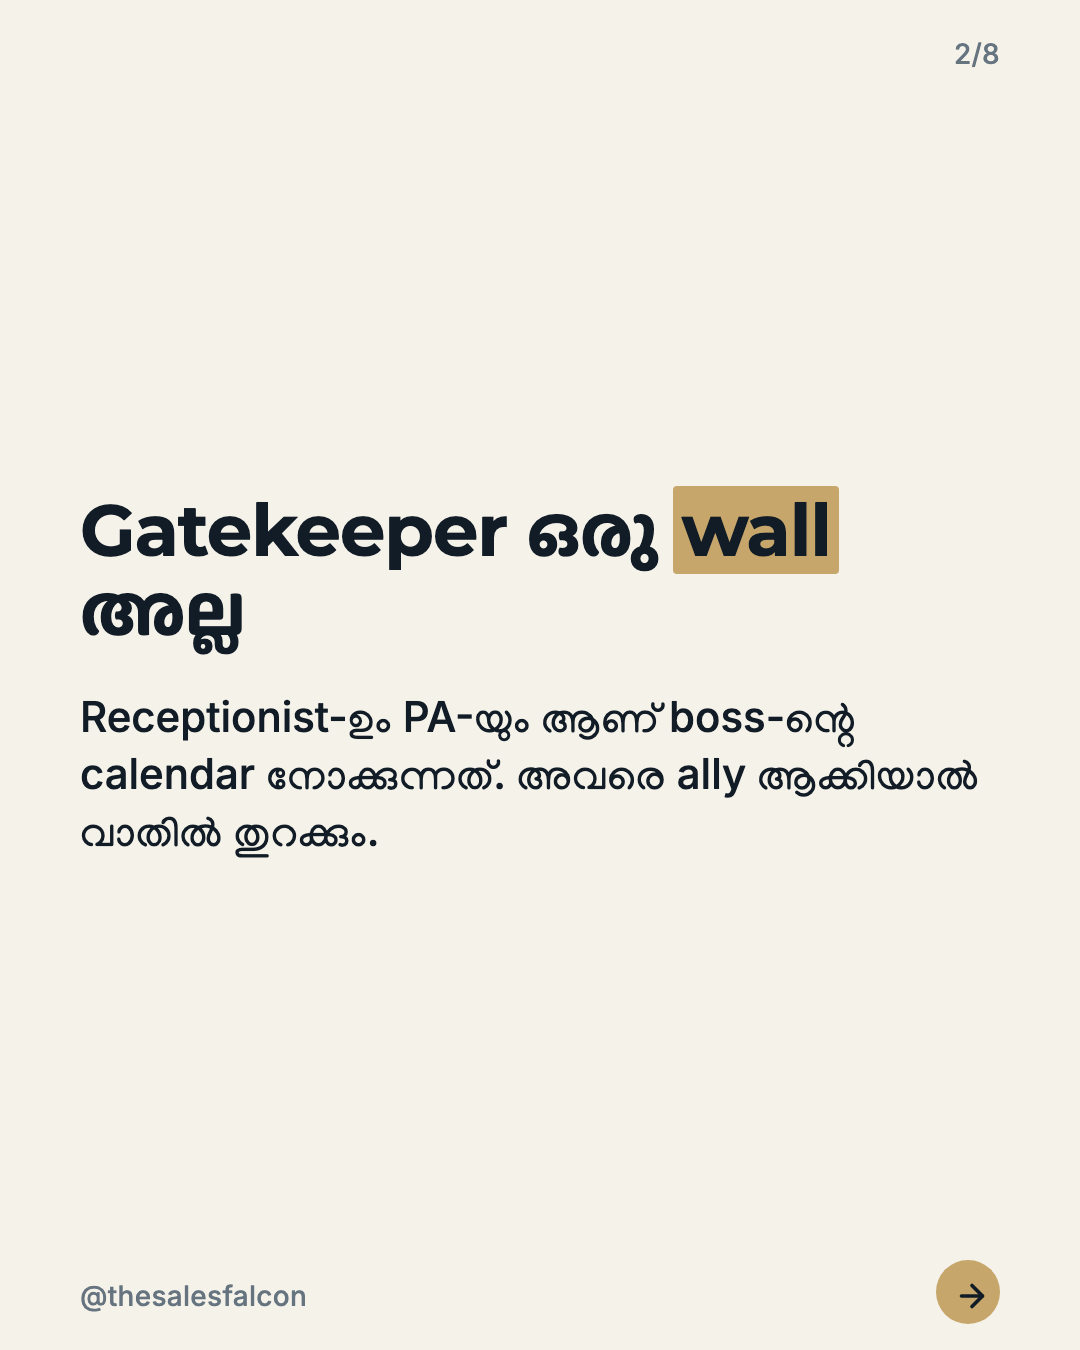 2/8
Gatekeeper ഒരു wall
അല്ല
Receptionist-ഉം PA-യും ആണ് boss-ന്റെ
calendar നോക്കുന്നത്. അവരെ ally ആക്കിയാൽ
വാതിൽ തുറക്കും.
@thesalesfalcon